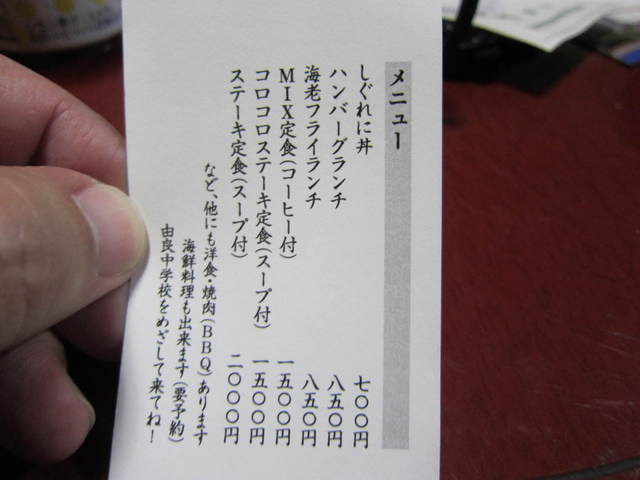 メニュー
しぐれに丼 七〇〇円
ハンバーグランチ 八五〇円
海老フライランチ 八五〇円
MIX定食(コーヒー付) 一五〇〇円
コロコロステーキ定食(スープ付) 一五〇〇円
ステーキ定食(スープ付) 二〇〇〇円
など、他にも洋食・焼肉(BBQ)あります
海鮮料理も出来ます(要予約)
由良中学校をめざして来てね！